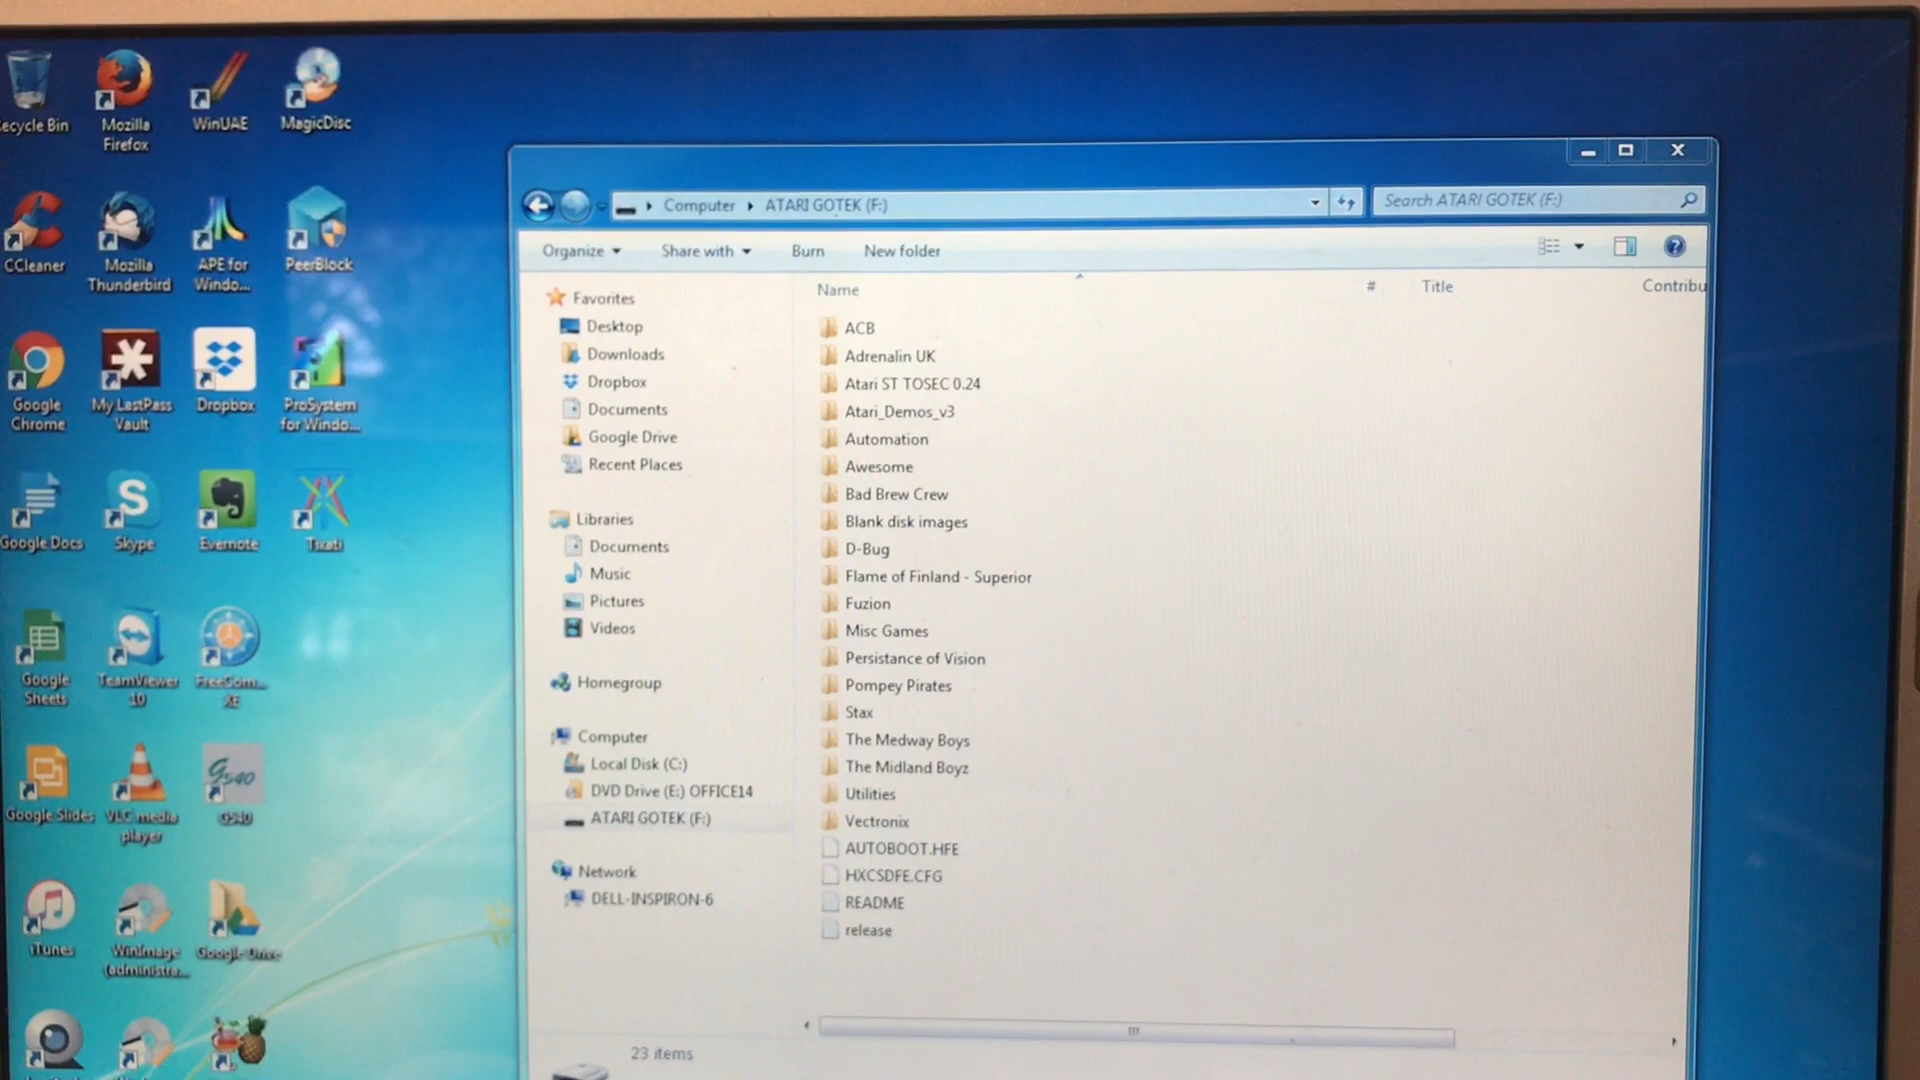 ecycle Bin
Mozilla
Firefox
WinUAE
MagicDisc
CCleaner
Mozilla
Thunderbird
APE for
Windo...
PeerBlock
Google
Chrome
My LastPass
Vault
Dropbox
ProSystem
for Windo...
Google Docs
Skype
Evernote
Tixati
Google
Sheets
TeamViewer
10
FreeCom...
XE
Google Slides
VLC media
player
G540
G540
iTunes
WinImage
(administra...
Google Drive
Computer
ATARI GOTEK (F:)
Search ATARI GOTEK (F:)
Organize
Share with
Burn
New folder
Favorites
Desktop
Downloads
Dropbox
Documents
Google Drive
Recent Places
Libraries
Documents
Music
Pictures
Videos
Homegroup
Computer
Local Disk (C:)
DVD Drive (E:) OFFICE14
ATARI GOTEK (F:)
Network
DELL-INSPIRON-6
Name
#
Title
Contribu
ACB
Adrenalin UK
Atari ST TOSEC 0.24
Atari_Demos_v3
Automation
Awesome
Bad Brew Crew
Blank disk images
D-Bug
Flame of Finland - Superior
Fuzion
Misc Games
Persistance of Vision
Pompey Pirates
Stax
The Medway Boys
The Midland Boyz
Utilities
Vectronix
AUTOBOOT.HFE
HXCSDFE.CFG
README
release
23 items